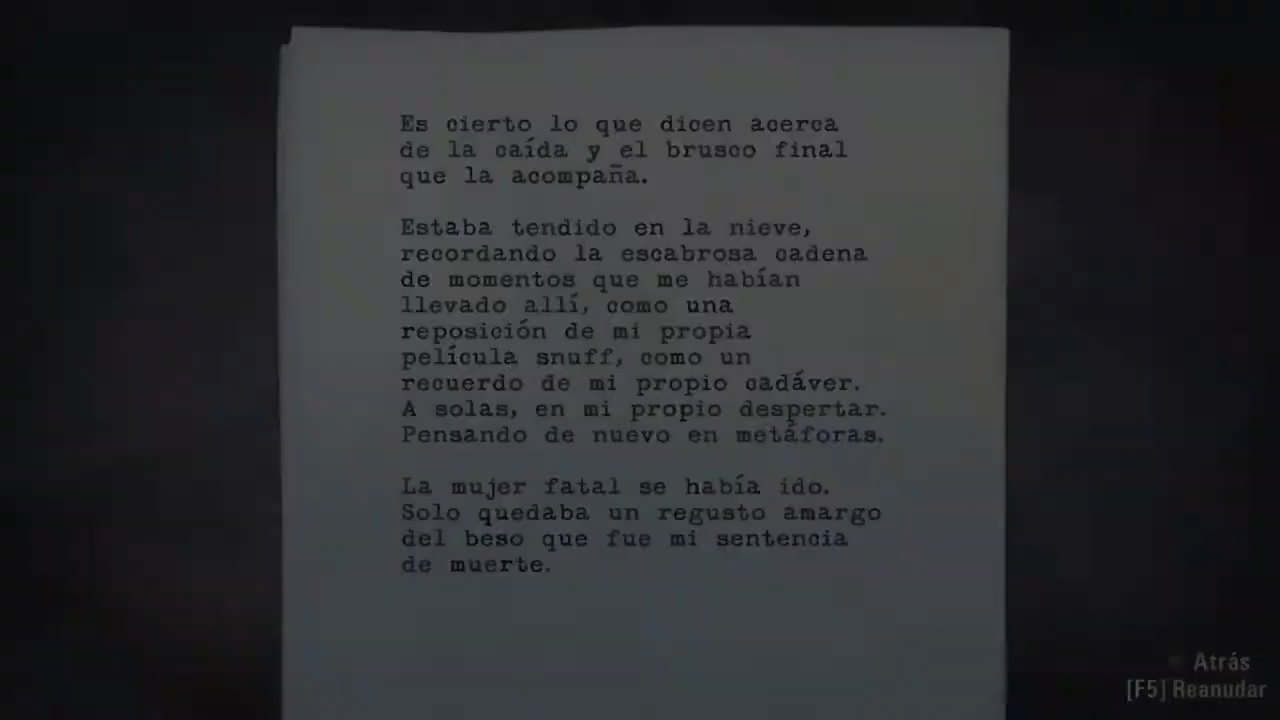 Es cierto lo que dicen acerca
de la caída y el brusco final
que la acompaña.
Estaba tendido en la nieve,
recordando la escabrosa cadena
de momentos que me habían
llevado allí, como una
reposición de mi propia
película snuff, como un
recuerdo de mi propio cadáver.
A solas, en mi propio despertar.
Pensando de nuevo en metáforas.
La mujer fatal se había ido.
Solo quedaba un regusto amargo
del beso que fue mi sentencia
de muerte.
Atrás
[F5] Reanudar